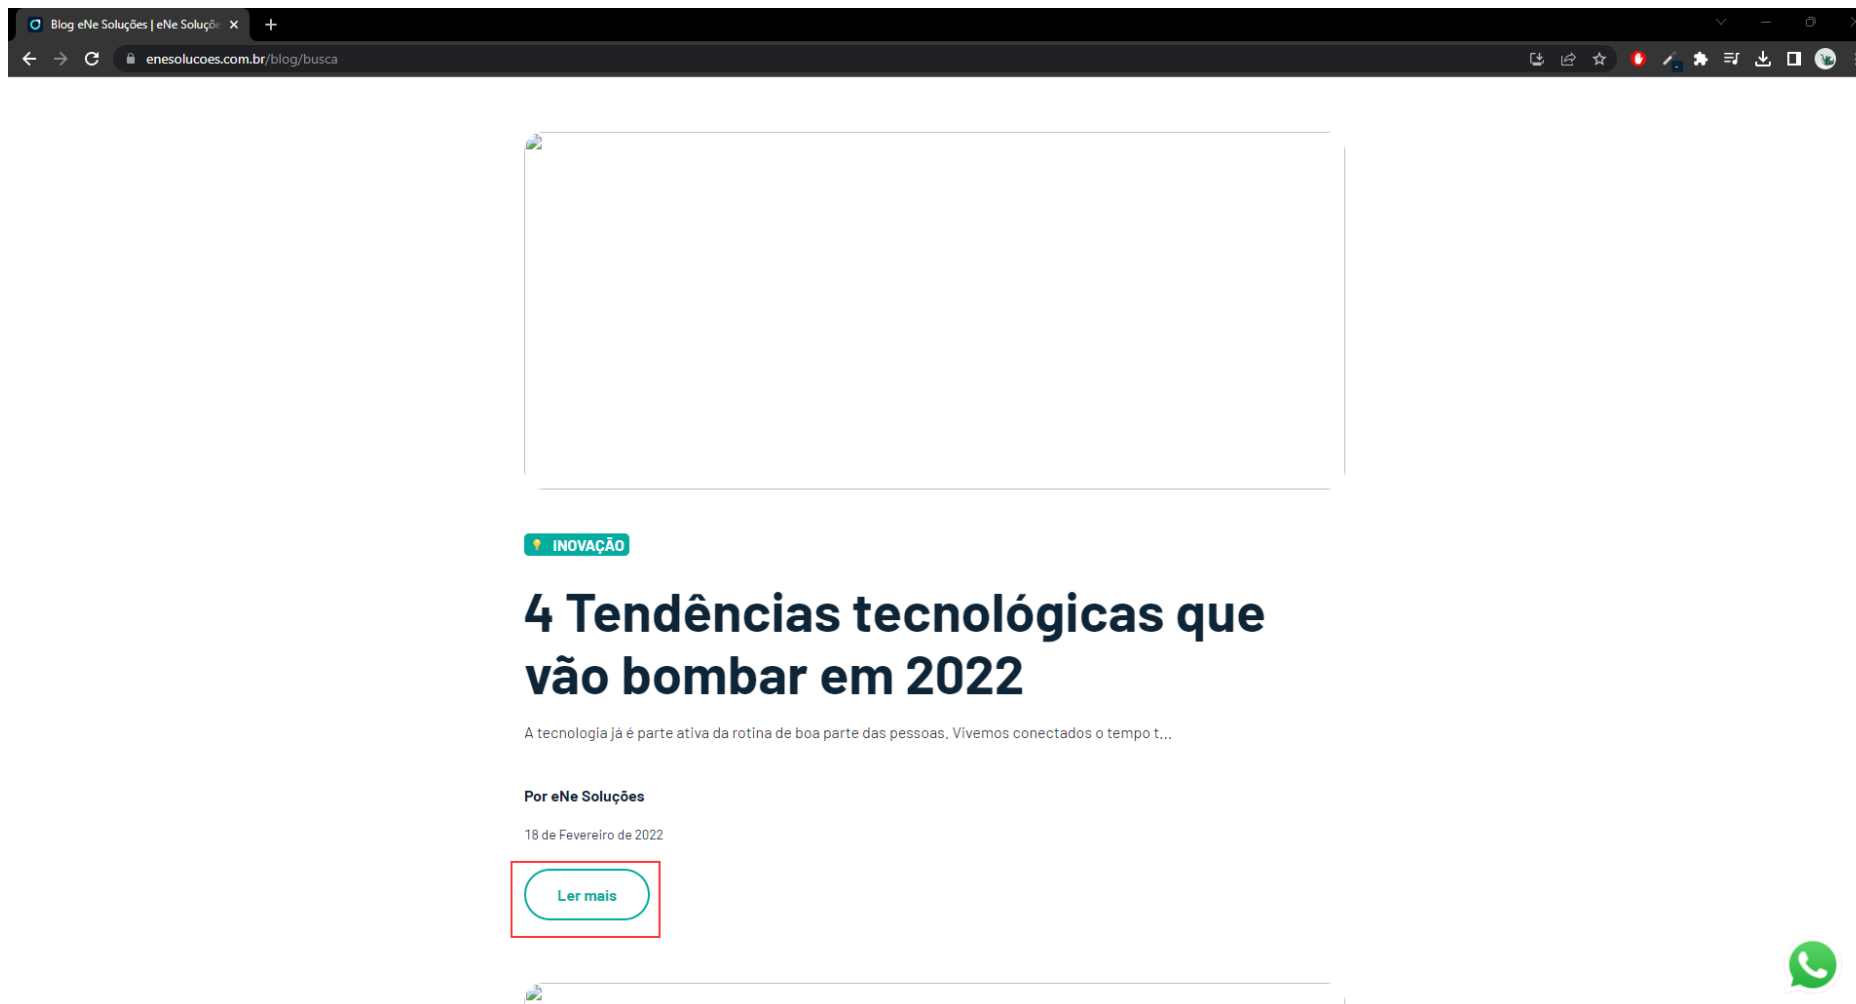 Blog eNe Soluções | eNe Soluçõe
enesolucoes.com.br/blog/busca
INOVAÇÃO
4 Tendências tecnológicas que
vão bombar em 2022
A tecnologia já é parte ativa da rotina de boa parte das pessoas. Vivemos conectados o tempo t...
Por eNe Soluções
18 de Fevereiro de 2022
Ler mais